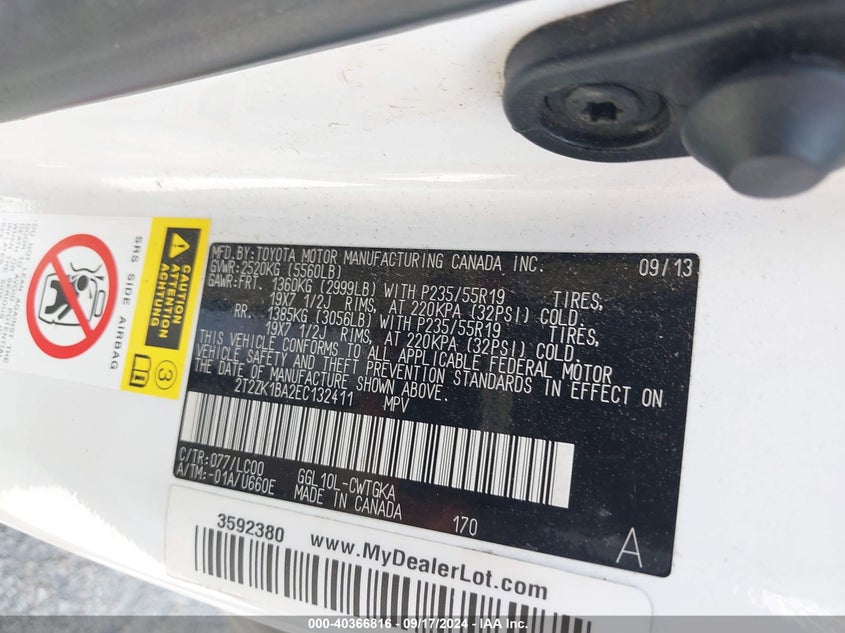 MFD.BY:TOYOTA MOTOR MANUFACTURING CANADA INC. 09/13
GVWR:2520KG (5560LB)
GAWR:FRT. 1360KG (2999LB) WITH P235/55R19 TIRES,
19X7 1/2J RIMS, AT 220KPA (32PSI) COLD.
RR. 1385KG (3056LB) WITH P235/55R19 TIRES,
19X7 1/2J RIMS, AT 220KPA (32PSI) COLD.
THIS VEHICLE CONFORMS TO ALL APPLICABLE FEDERAL MOTOR
VEHICLE SAFETY AND THEFT PREVENTION STANDARDS IN EFFECT ON
THE DATE OF MANUFACTURE SHOWN ABOVE.
2T2ZK1BA2EC132411 MPV
C/TR:077/LC00 GGL10L-CWTGKA
A/TM:-01A/U660E MADE IN CANADA 170 A
CAUTION
ATTENTION
ACHTUNG
3
SRS SIDE AIRBAG
3592380
www.MyDealerLot.com
000-40366816 - 09/17/2024 - IAA, Inc.